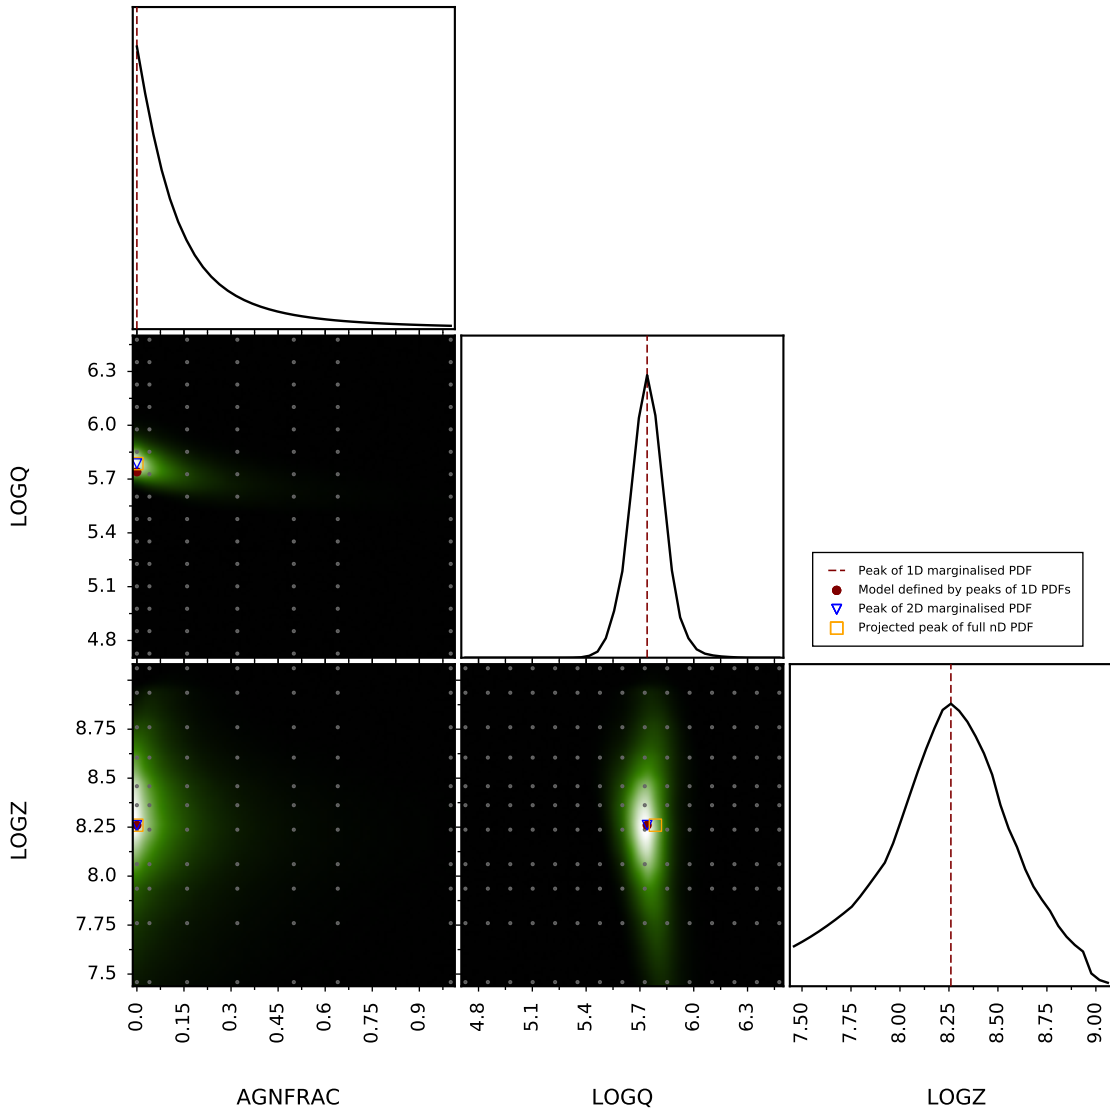 6.3
6.0
5.7
5.4
5.1
4.8
LOGQ
Peak of 1D marginalised PDF
Model defined by peaks of 1D PDFs
Peak of 2D marginalised PDF
Projected peak of full nD PDF
8.75
8.5
8.25
8.0
7.75
7.5
LOGZ
0.0 0.15 0.3 0.45 0.6 0.75 0.9
4.8 5.1 5.4 5.7 6.0 6.3
7.50 7.75 8.00 8.25 8.50 8.75 9.00
AGNFRAC LOGQ LOGZ